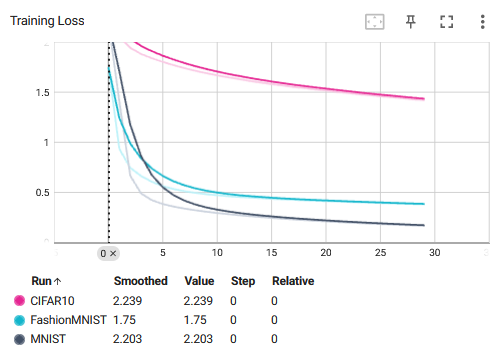 Training Loss
1.5
1
0.5
0 × 5 10 15 20 25 30
Run↑ Smoothed Value Step Relative
CIFAR10 2.239 2.239 0 0
FashionMNIST 1.75 1.75 0 0
MNIST 2.203 2.203 0 0